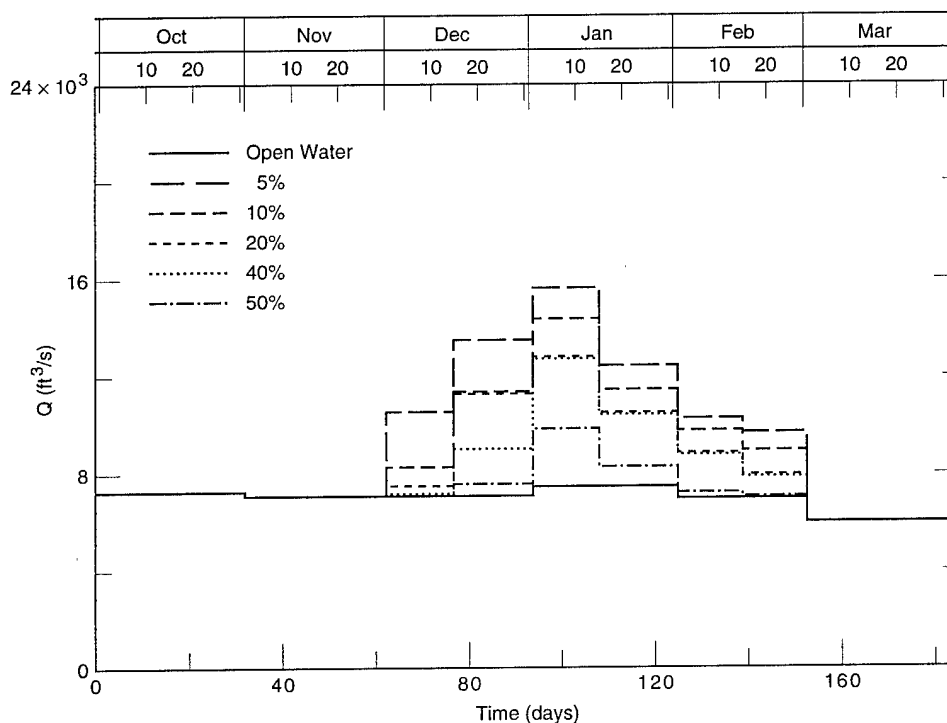 Oct Nov Dec Jan Feb Mar
10 20 10 20 10 20 10 20 10 20 10 20
24 × 10³
Open Water
5%
10%
20%
40%
50%
16
Q (ft³/s)
8
0
0 40 80 120 160
Time (days)